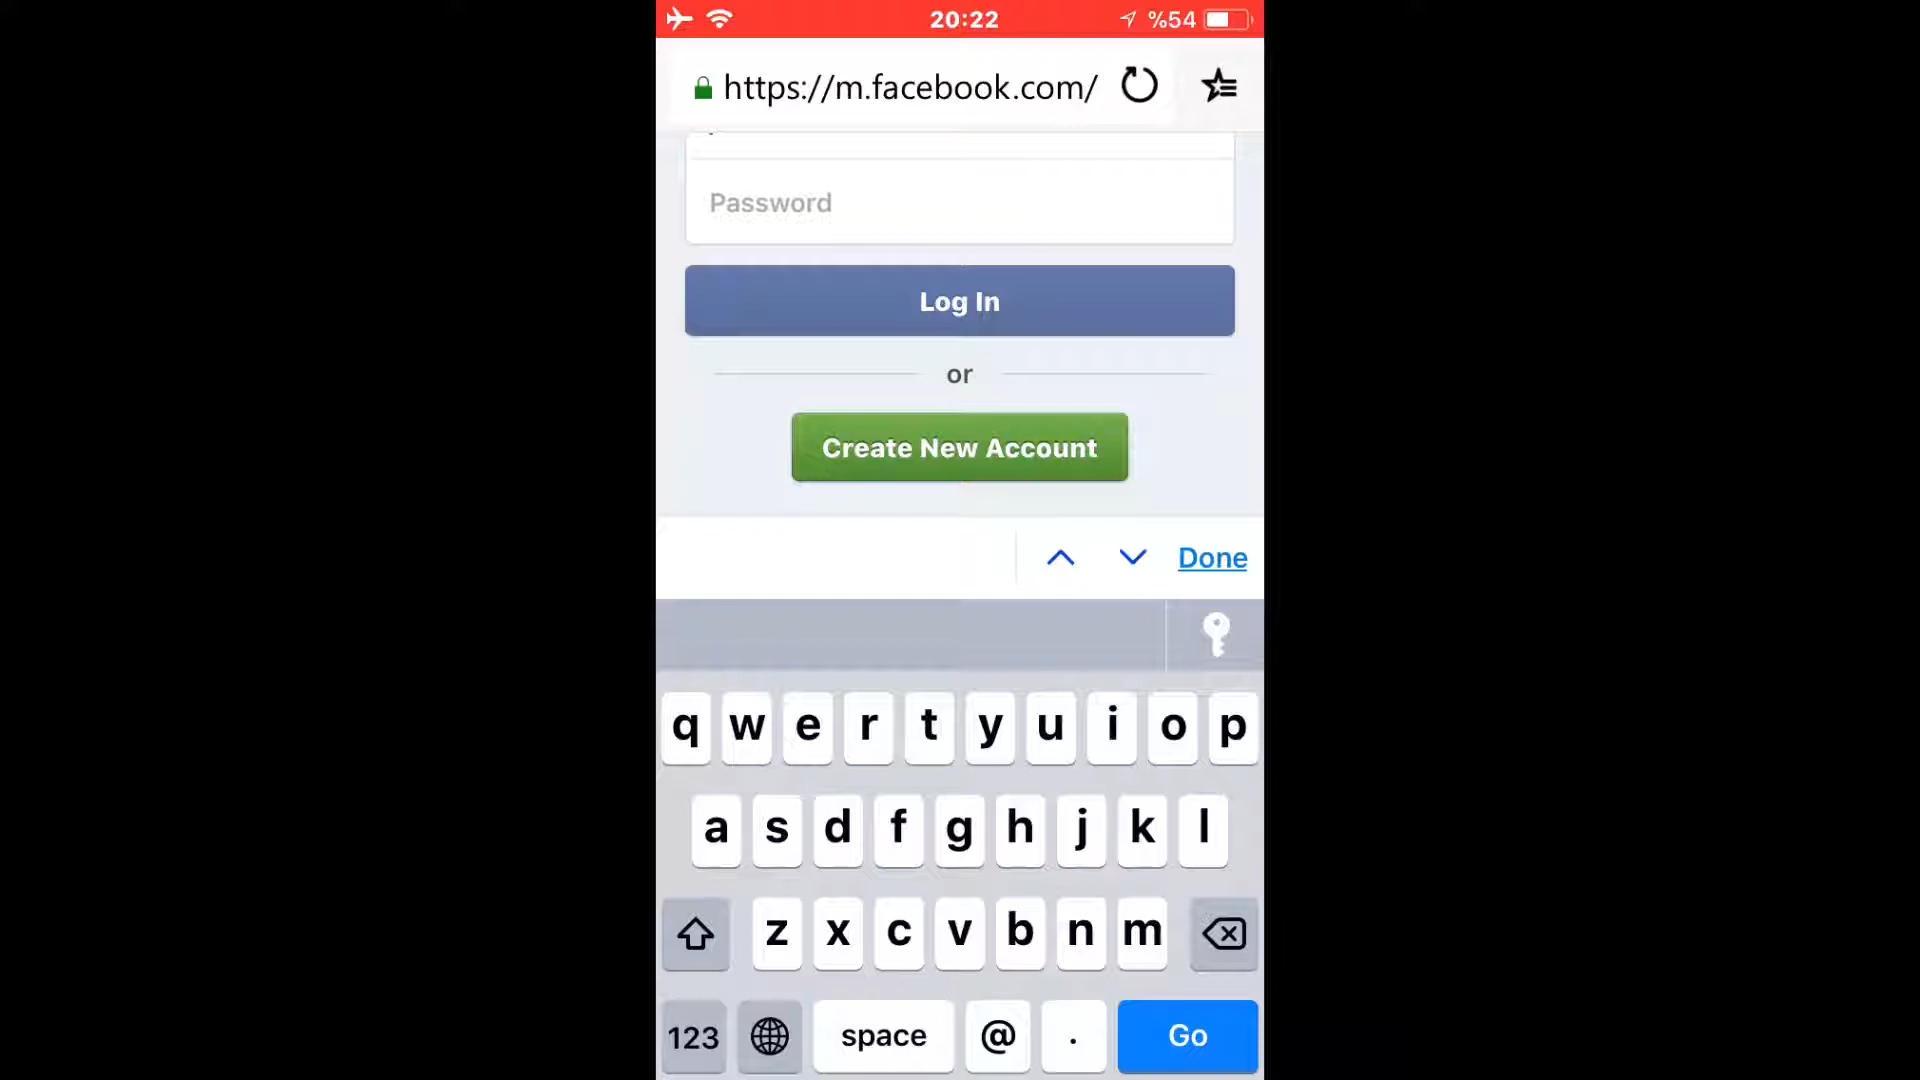 20:22 %54
https://m.facebook.com/
Password
Log In
or
Create New Account
Done
q w e r t y u i o p
a s d f g h j k l
z x c v b n m
123 space @ . Go